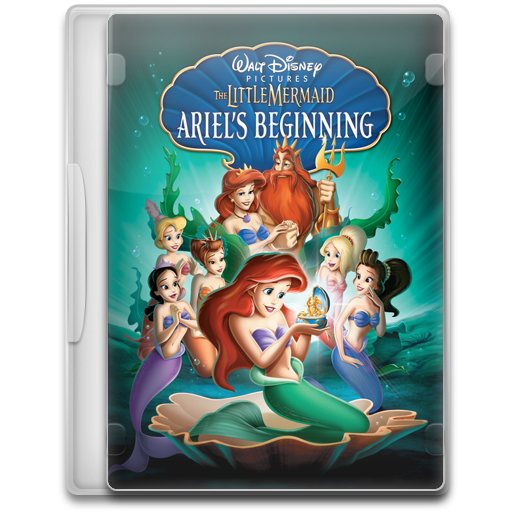 WALT DISNEY
PICTURES
THE LITTLE MERMAID
ARIEL'S BEGINNING